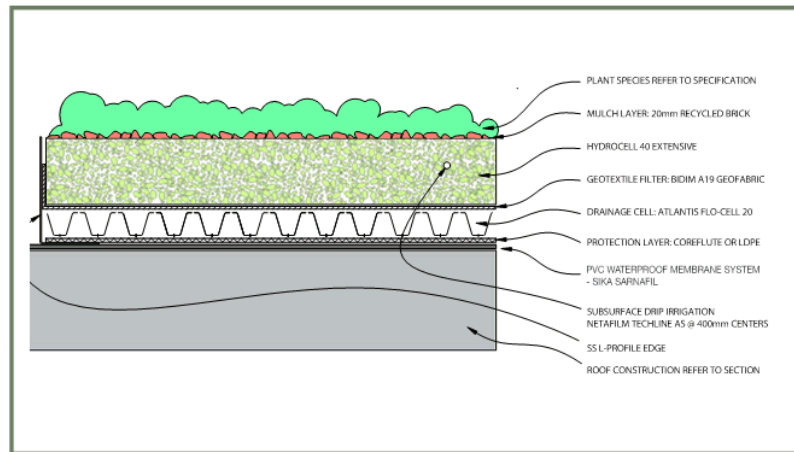 PLANT SPECIES REFER TO SPECIFICATION
MULCH LAYER: 20mm RECYCLED BRICK
HYDROCELL 40 EXTENSIVE
GEOTEXTILE FILTER: BIDIM A19 GEOFABRIC
DRAINAGE CELL: ATLANTIS FLO-CELL 20
PROTECTION LAYER: COREFLUTE OR LDPE
PVC WATERPROOF MEMBRANE SYSTEM
- SIKA SARNAFIL
SUBSURFACE DRIP IRRIGATION
NETAFILM TECHLINE AS @ 400mm CENTERS
SS L-PROFILE EDGE
ROOF CONSTRUCTION REFER TO SECTION